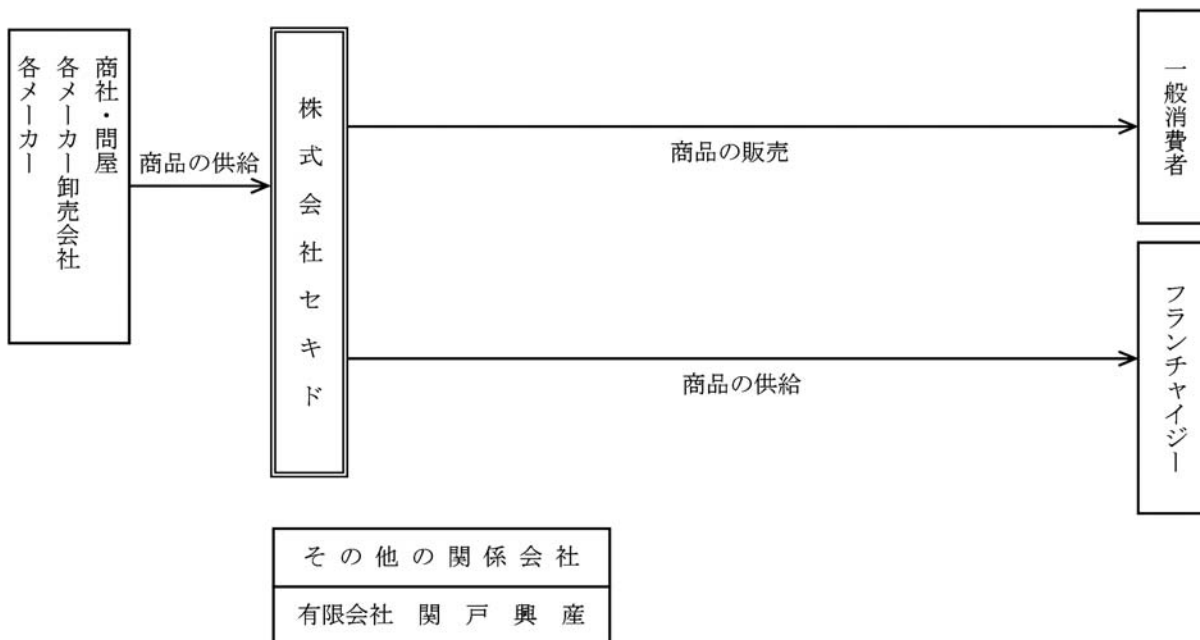 商社・問屋
各メーカー卸売会社
各メーカー
商品の供給
株式会社セキド
商品の販売
一般消費者
商品の供給
フランチャイジー
その他の関係会社
有限会社 関戸興産